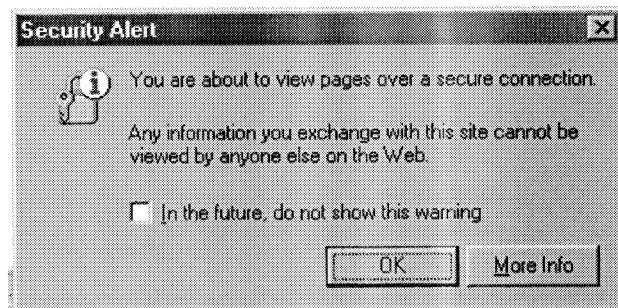 Security Alert
You are about to view pages over a secure connection.
Any information you exchange with this site cannot be
viewed by anyone else on the Web.
In the future, do not show this warning
OK
More Info